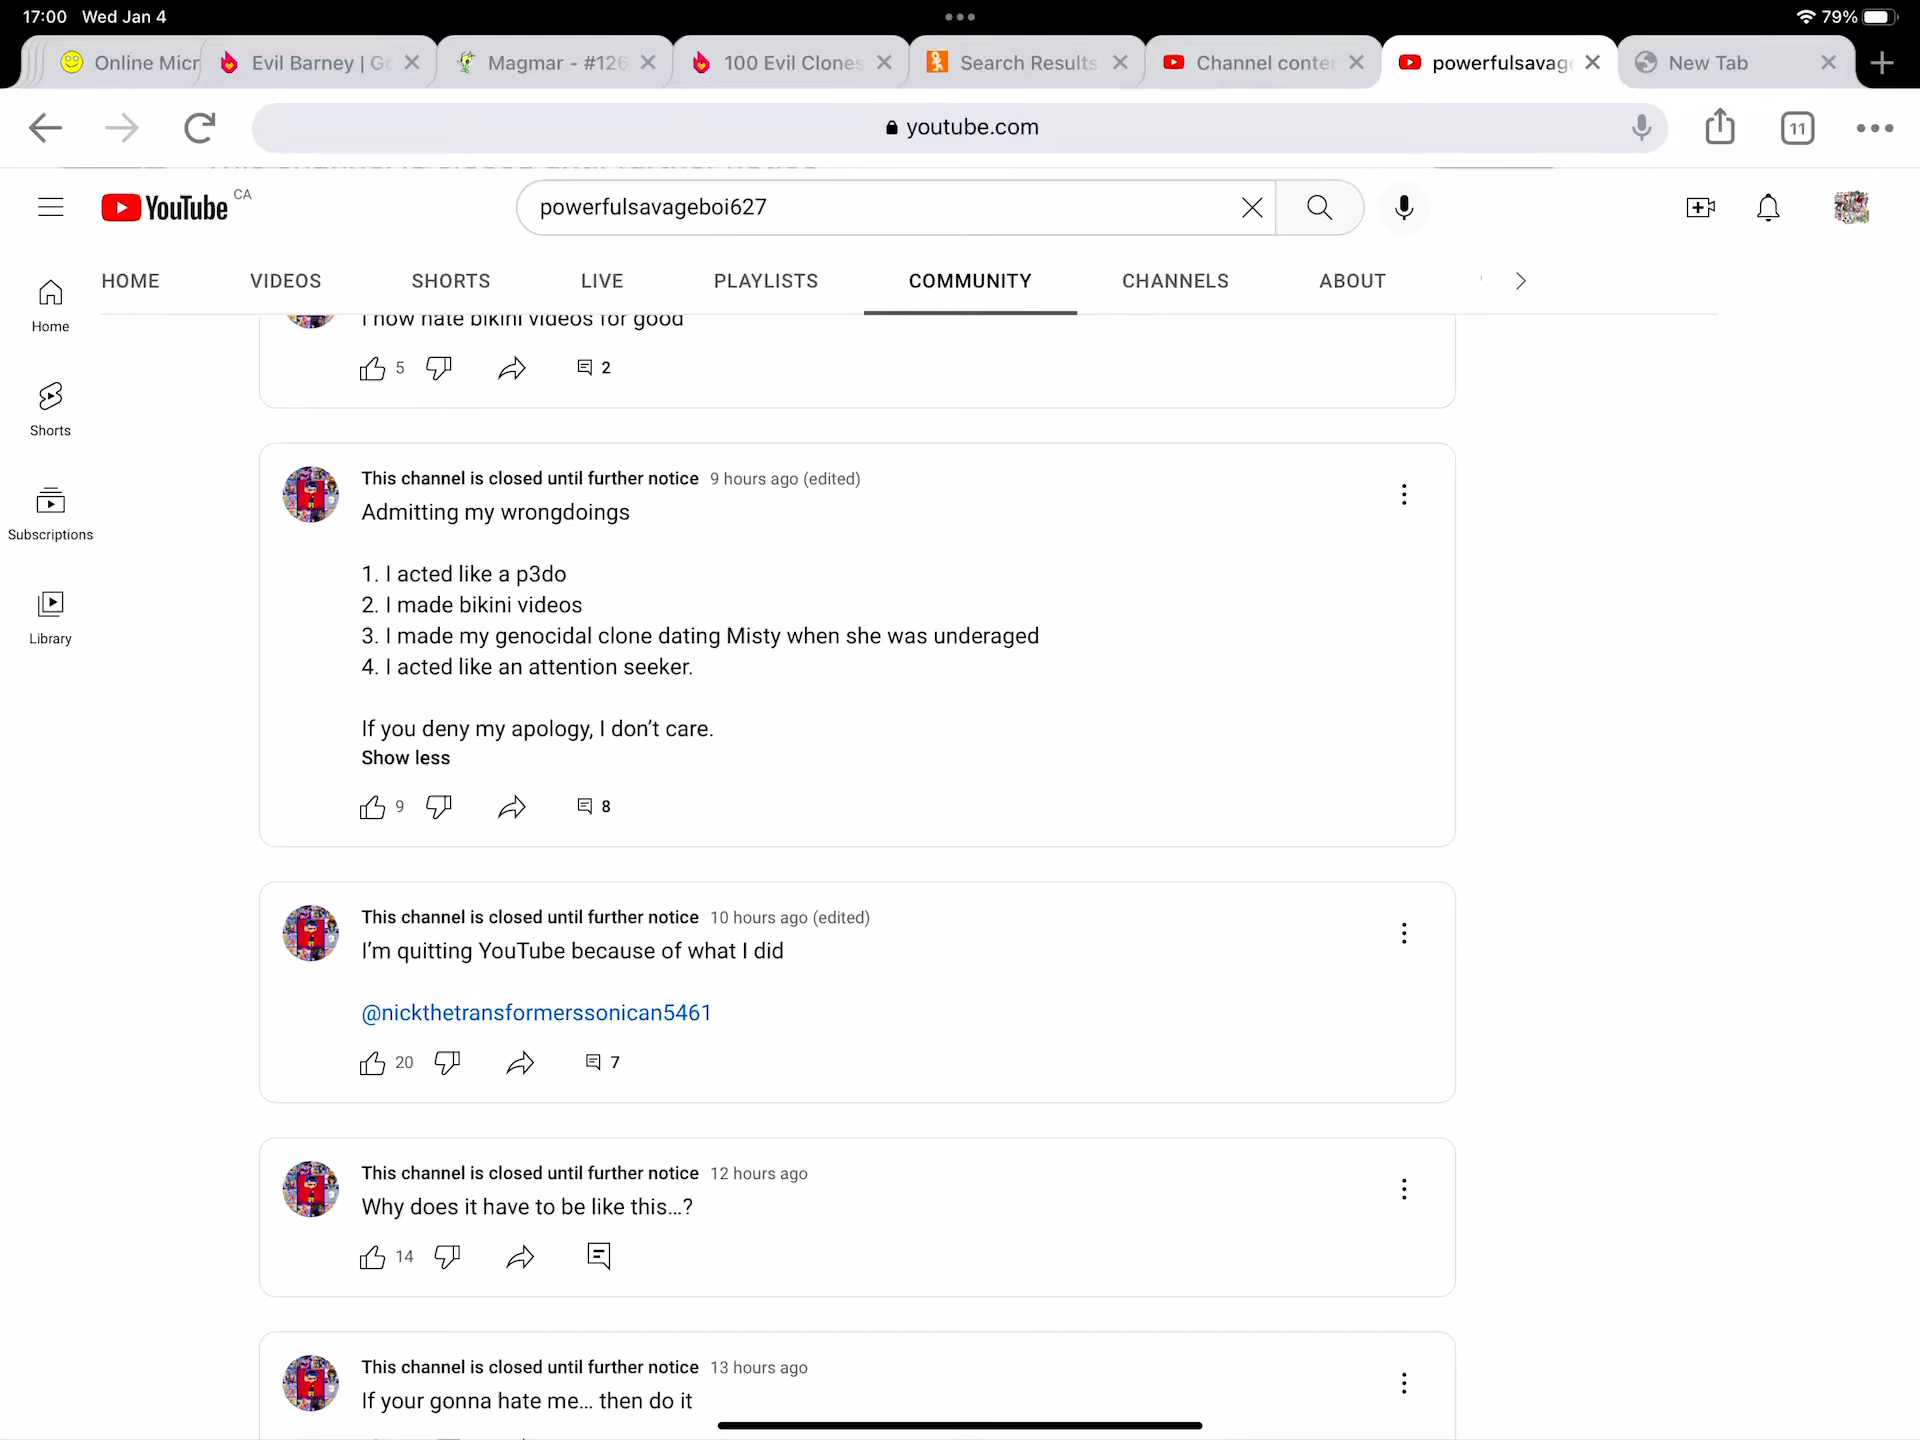 17:00 Wed Jan 4
79%
Online Micr
Evil Barney | Go
Magmar - #126
100 Evil Clones
Search Results
Channel conter
powerfulsavage
New Tab
youtube.com
11
YouTube CA
powerfulsavageboi627
HOME VIDEOS SHORTS LIVE PLAYLISTS COMMUNITY CHANNELS ABOUT
Home
Shorts
Subscriptions
Library
I now hate bikini videos for good
5 2
This channel is closed until further notice 9 hours ago (edited)
Admitting my wrongdoings
1. I acted like a p3do
2. I made bikini videos
3. I made my genocidal clone dating Misty when she was underaged
4. I acted like an attention seeker.
If you deny my apology, I don’t care.
Show less
9 8
This channel is closed until further notice 10 hours ago (edited)
I’m quitting YouTube because of what I did
@nickthetransformerssonican5461
20 7
This channel is closed until further notice 12 hours ago
Why does it have to be like this...?
14
This channel is closed until further notice 13 hours ago
If your gonna hate me... then do it